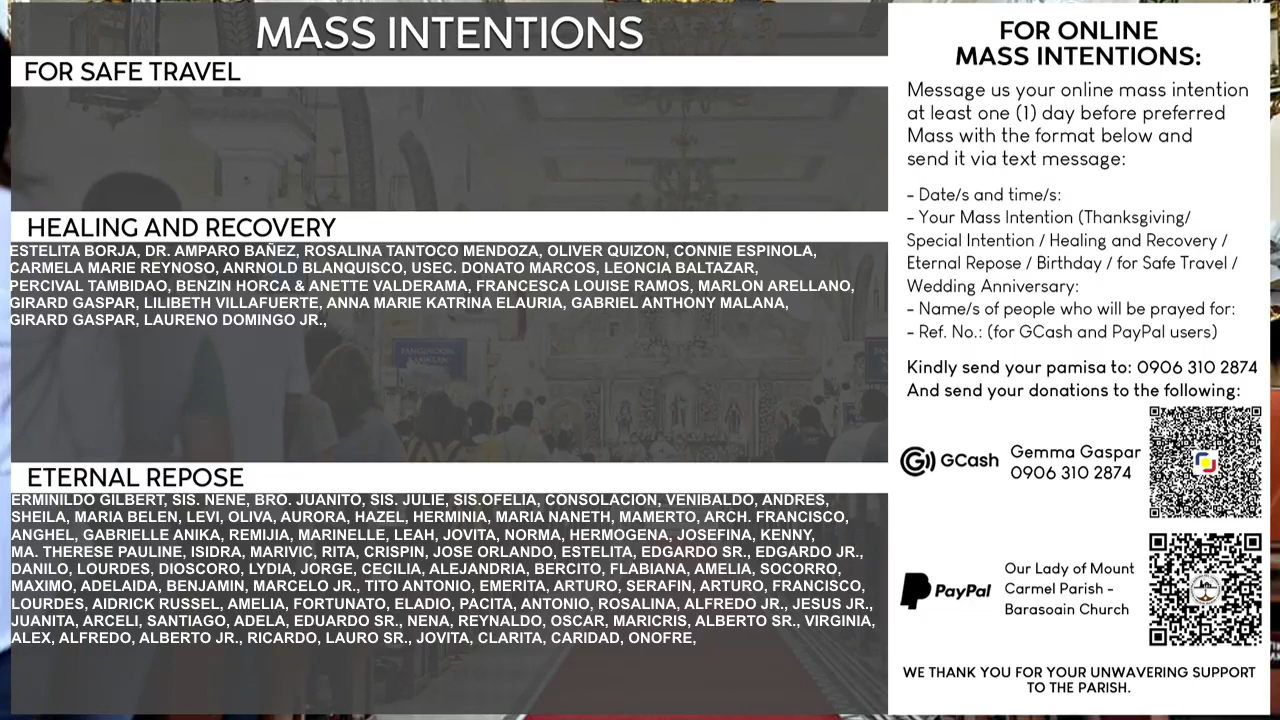 MASS INTENTIONS
FOR SAFE TRAVEL
HEALING AND RECOVERY
ESTELITA BORJA, DR. AMPARO BAÑEZ, ROSALINA TANTOCO MENDOZA, OLIVER QUIZON, CONNIE ESPINOLA,
CARMELA MARIE REYNOSO, ANRNOLD BLANQUISCO, USEC. DONATO MARCOS, LEONCIA BALTAZAR,
PERCIVAL TAMBIDAO, BENZIN HORCA & ANETTE VALDERAMA, FRANCESCA LOUISE RAMOS, MARLON ARELLANO,
GIRARD GASPAR, LILIBETH VILLAFUERTE, ANNA MARIE KATRINA ELAURIA, GABRIEL ANTHONY MALANA,
GIRARD GASPAR, LAURENO DOMINGO JR.,
ETERNAL REPOSE
ERMINILDO GILBERT, SIS. NENE, BRO. JUANITO, SIS. JULIE, SIS.OFELIA, CONSOLACION, VENIBALDO, ANDRES,
SHEILA, MARIA BELEN, LEVI, OLIVA, AURORA, HAZEL, HERMINIA, MARIA NANETH, MAMERTO, ARCH. FRANCISCO,
ANGHEL, GABRIELLE ANIKA, REMIJIA, MARINELLE, LEAH, JOVITA, NORMA, HERMOGENA, JOSEFINA, KENNY,
MA. THERESE PAULINE, ISIDRA, MARIVIC, RITA, CRISPIN, JOSE ORLANDO, ESTELITA, EDGARDO SR., EDGARDO JR.,
DANILO, LOURDES, DIOSCORO, LYDIA, JORGE, CECILIA, ALEJANDRIA, BERCITO, FLABIANA, AMELIA, SOCORRO,
MAXIMO, ADELAIDA, BENJAMIN, MARCELO JR., TITO ANTONIO, EMERITA, ARTURO, SERAFIN, ARTURO, FRANCISCO,
LOURDES, AIDRICK RUSSEL, AMELIA, FORTUNATO, ELADIO, PACITA, ANTONIO, ROSALINA, ALFREDO JR., JESUS JR.,
JUANITA, ARCELI, SANTIAGO, ADELA, EDUARDO SR., NENA, REYNALDO, OSCAR, MARICRIS, ALBERTO SR., VIRGINIA,
ALEX, ALFREDO, ALBERTO JR., RICARDO, LAURO SR., JOVITA, CLARITA, CARIDAD, ONOFRE,
FOR ONLINE
MASS INTENTIONS:
Message us your online mass intention
at least one (1) day before preferred
Mass with the format below and
send it via text message:
- Date/s and time/s:
- Your Mass Intention (Thanksgiving/
Special Intention / Healing and Recovery /
Eternal Repose / Birthday / for Safe Travel /
Wedding Anniversary:
- Name/s of people who will be prayed for:
- Ref. No.: (for GCash and PayPal users)
Kindly send your pamisa to: 0906 310 2874
And send your donations to the following:
GCash
Gemma Gaspar
0906 310 2874
PayPal
Our Lady of Mount
Carmel Parish -
Barasoain Church
WE THANK YOU FOR YOUR UNWAVERING SUPPORT
TO THE PARISH.